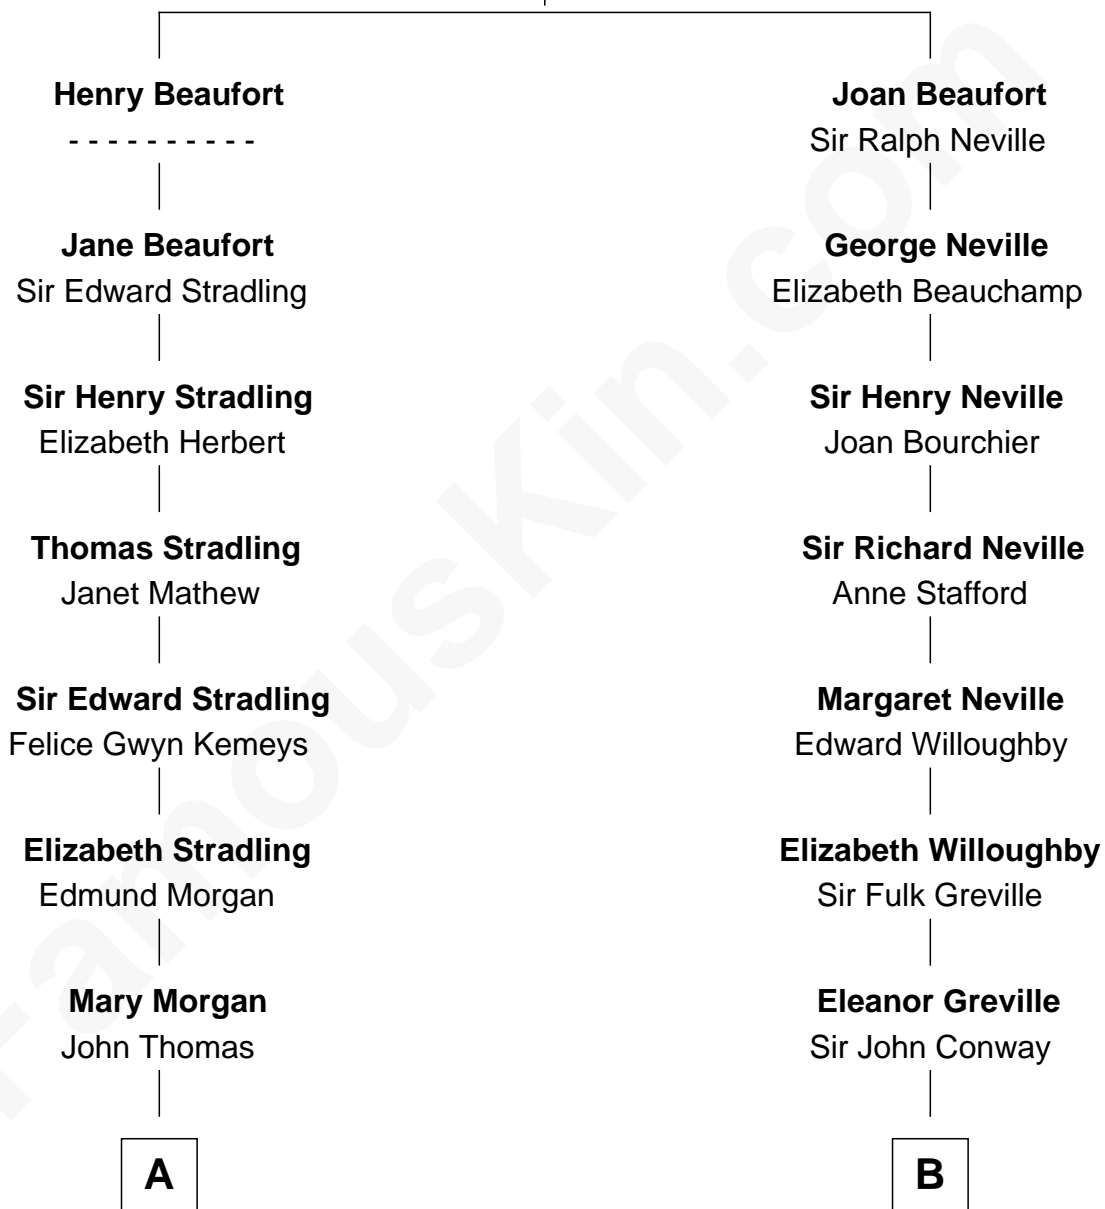 Henry Beaufort
- - - - - - - - - -
Jane Beaufort
Sir Edward Stradling
Sir Henry Stradling
Elizabeth Herbert
Thomas Stradling
Janet Mathew
Sir Edward Stradling
Felice Gwyn Kemeys
Elizabeth Stradling
Edmund Morgan
Mary Morgan
John Thomas
A
Joan Beaufort
Sir Ralph Neville
George Neville
Elizabeth Beauchamp
Sir Henry Neville
Joan Bourchier
Sir Richard Neville
Anne Stafford
Margaret Neville
Edward Willoughby
Elizabeth Willoughby
Sir Fulk Greville
Eleanor Greville
Sir John Conway
B
FamousKin.com